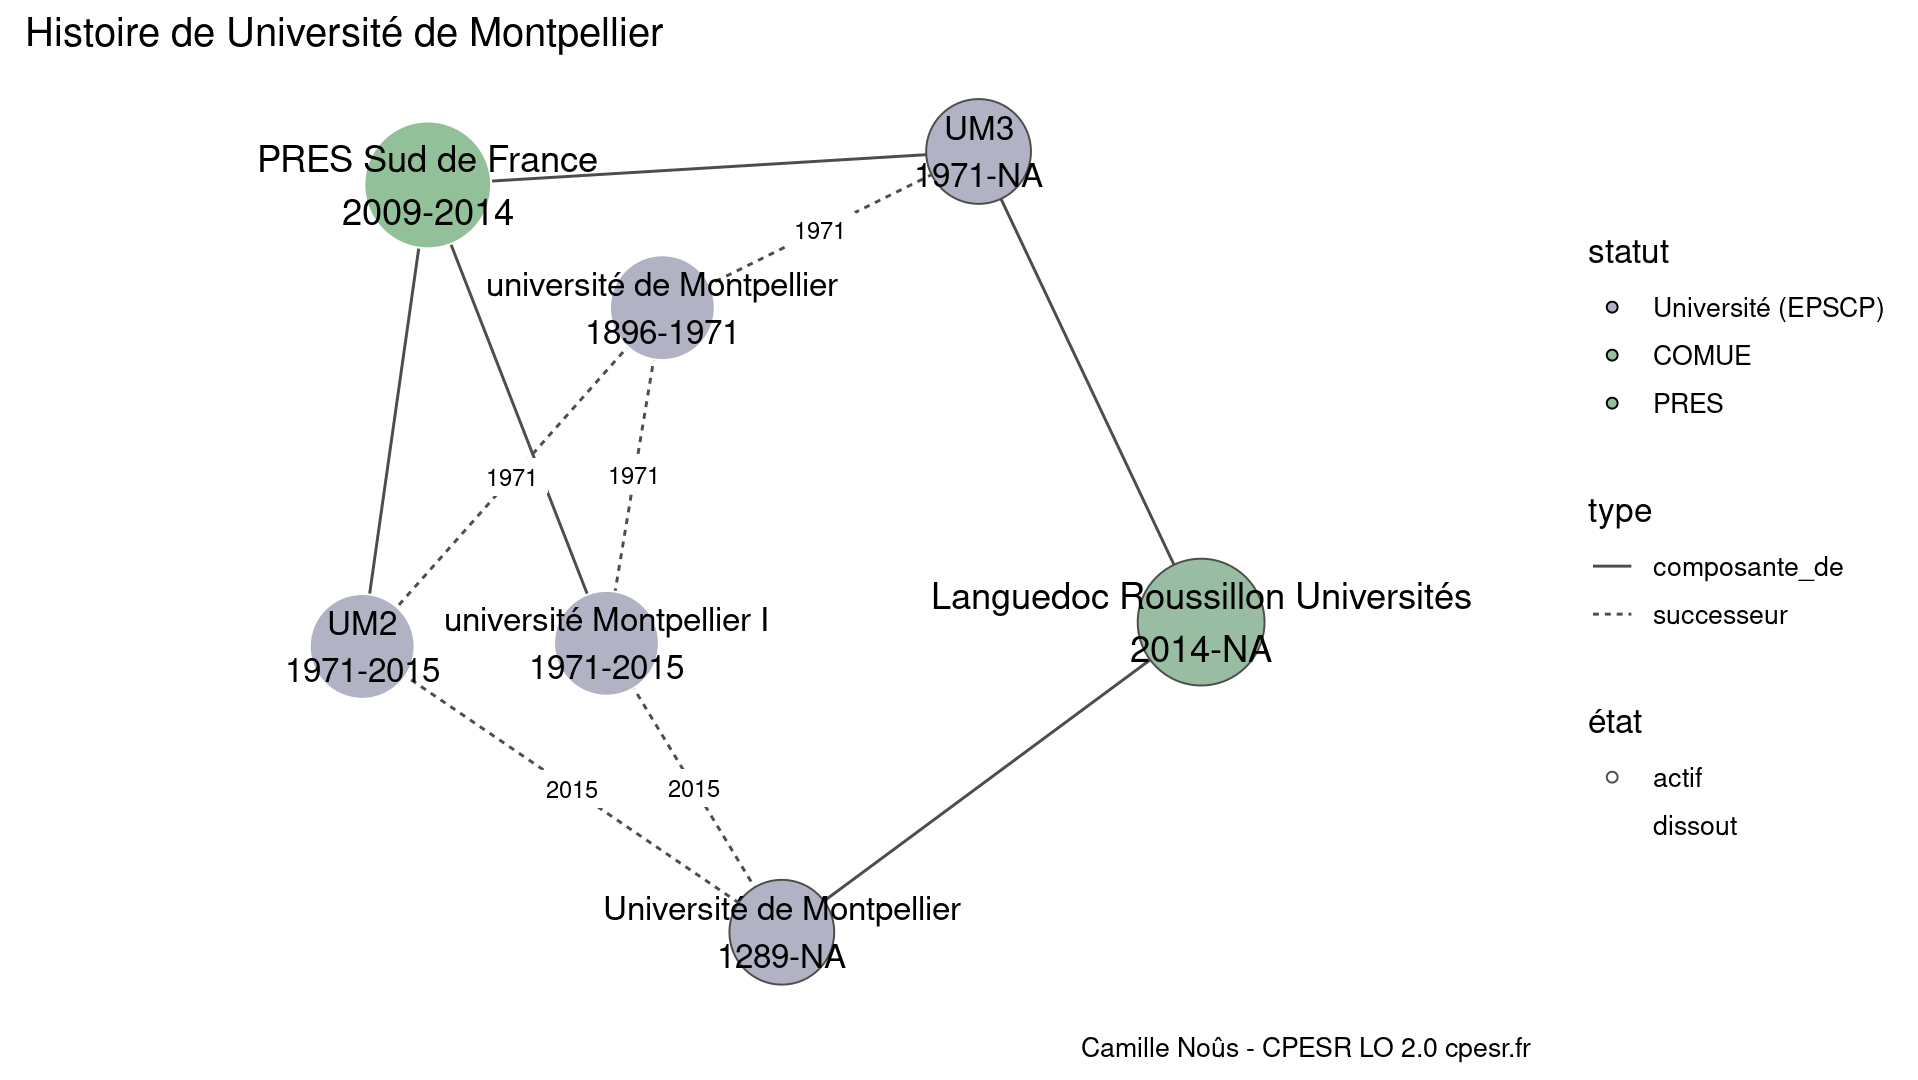 Histoire de Université de Montpellier
UM3
1971-NA
PRES Sud de France
2009-2014
1971
université de Montpellier
1896-1971
1971
1971
UM2
1971-2015
université Montpellier I
1971-2015
Languedoc Roussillon Universités
2014-NA
2015
2015
Université de Montpellier
1289-NA
statut
Université (EPSCP)
COMUE
PRES
type
composante_de
successeur
état
actif
dissout
Camille Noûs - CPESR LO 2.0 cpesr.fr